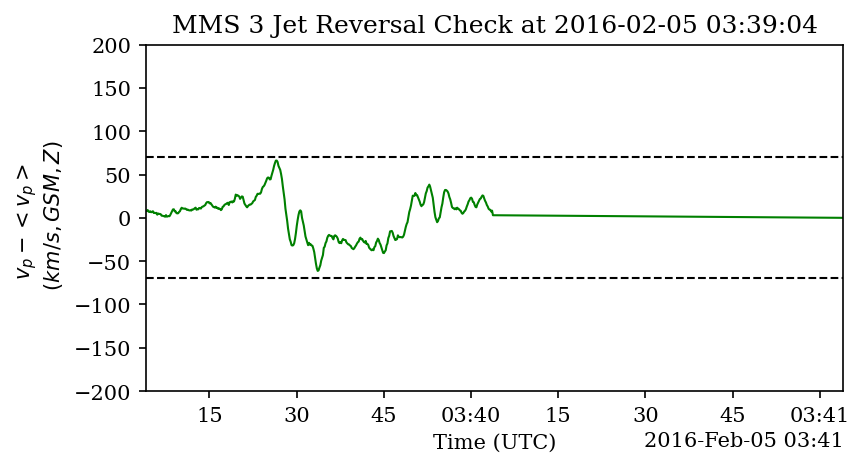 MMS 3 Jet Reversal Check at 2016-02-05 03:39:04
200
150
100
50
0
−50
−100
−150
−200
v_p − <v_p>
(km/s, GSM, Z)
15 30 45 03:40 15 30 45 03:41
Time (UTC)
2016-Feb-05 03:41